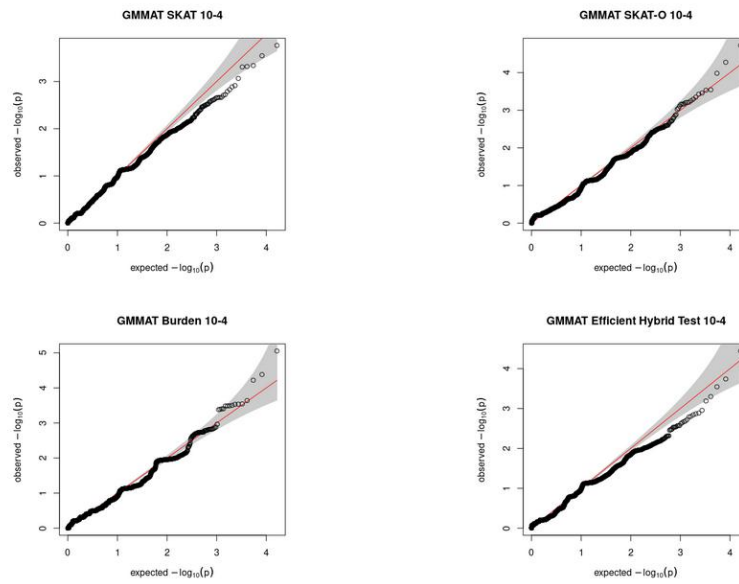 GMMAT SKAT 10-4
observed −log10(p)
0 1 2 3
0 1 2 3 4
expected −log10(p)
GMMAT SKAT-O 10-4
observed −log10(p)
0 1 2 3 4
0 1 2 3 4
expected −log10(p)
GMMAT Burden 10-4
observed −log10(p)
0 1 2 3 4 5
0 1 2 3 4
expected −log10(p)
GMMAT Efficient Hybrid Test 10-4
observed −log10(p)
0 1 2 3 4
0 1 2 3 4
expected −log10(p)